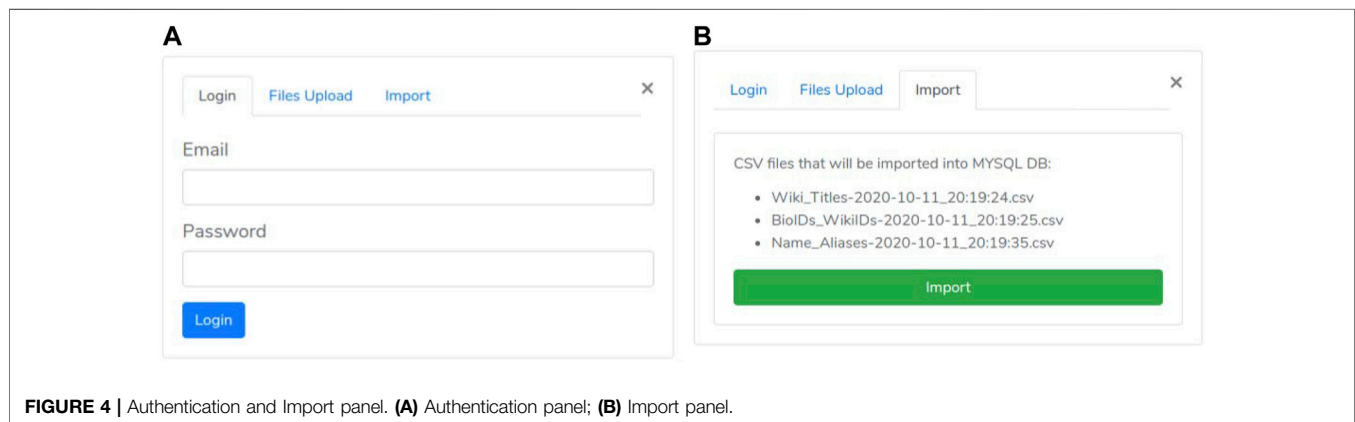 A
Login Files Upload Import ×
Email
Password
Login
B
Login Files Upload Import ×
CSV files that will be imported into MYSQL DB:
• Wiki_Titles-2020-10-11_20:19:24.csv
• BioIDs_WikiIDs-2020-10-11_20:19:25.csv
• Name_Aliases-2020-10-11_20:19:35.csv
Import
FIGURE 4 | Authentication and Import panel. (A) Authentication panel; (B) Import panel.